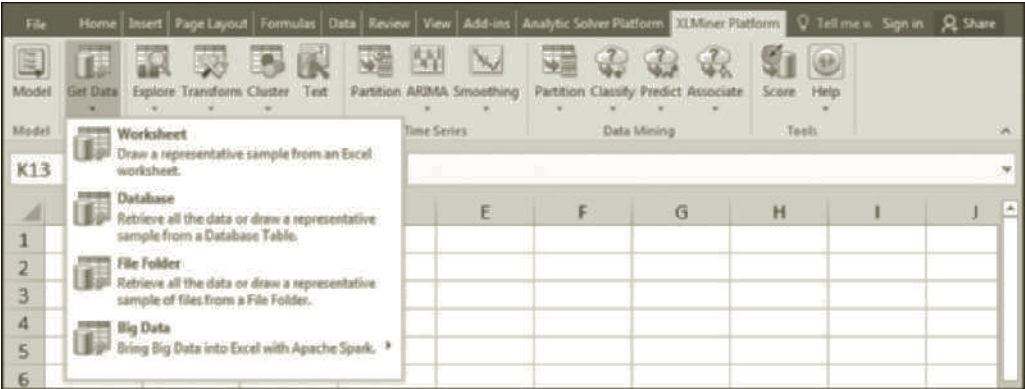 File Home Insert Page Layout Formulas Data Review View Add-ins Analytic Solver Platform XLMiner Platform Tell me w Sign in Share
Model Get Data Explore Transform Cluster Text Partition ARIMA Smoothing Partition Classify Predict Associate Score Help
Model Time Series Data Mining Tools
Worksheet
Draw a representative sample from an Excel
worksheet.
Database
Retrieve all the data or draw a representative
sample from a Database Table.
File Folder
Retrieve all the data or draw a representative
sample of files from a File Folder.
Big Data
Bring Big Data into Excel with Apache Spark.
K13
E F G H I J
1
2
3
4
5
6